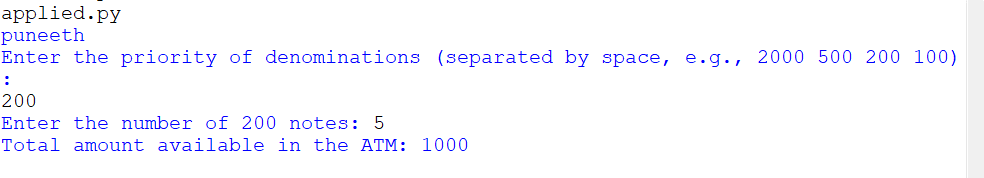 applied.py
puneeth
Enter the priority of denominations (separated by space, e.g., 2000 500 200 100)
:
200
Enter the number of 200 notes: 5
Total amount available in the ATM: 1000